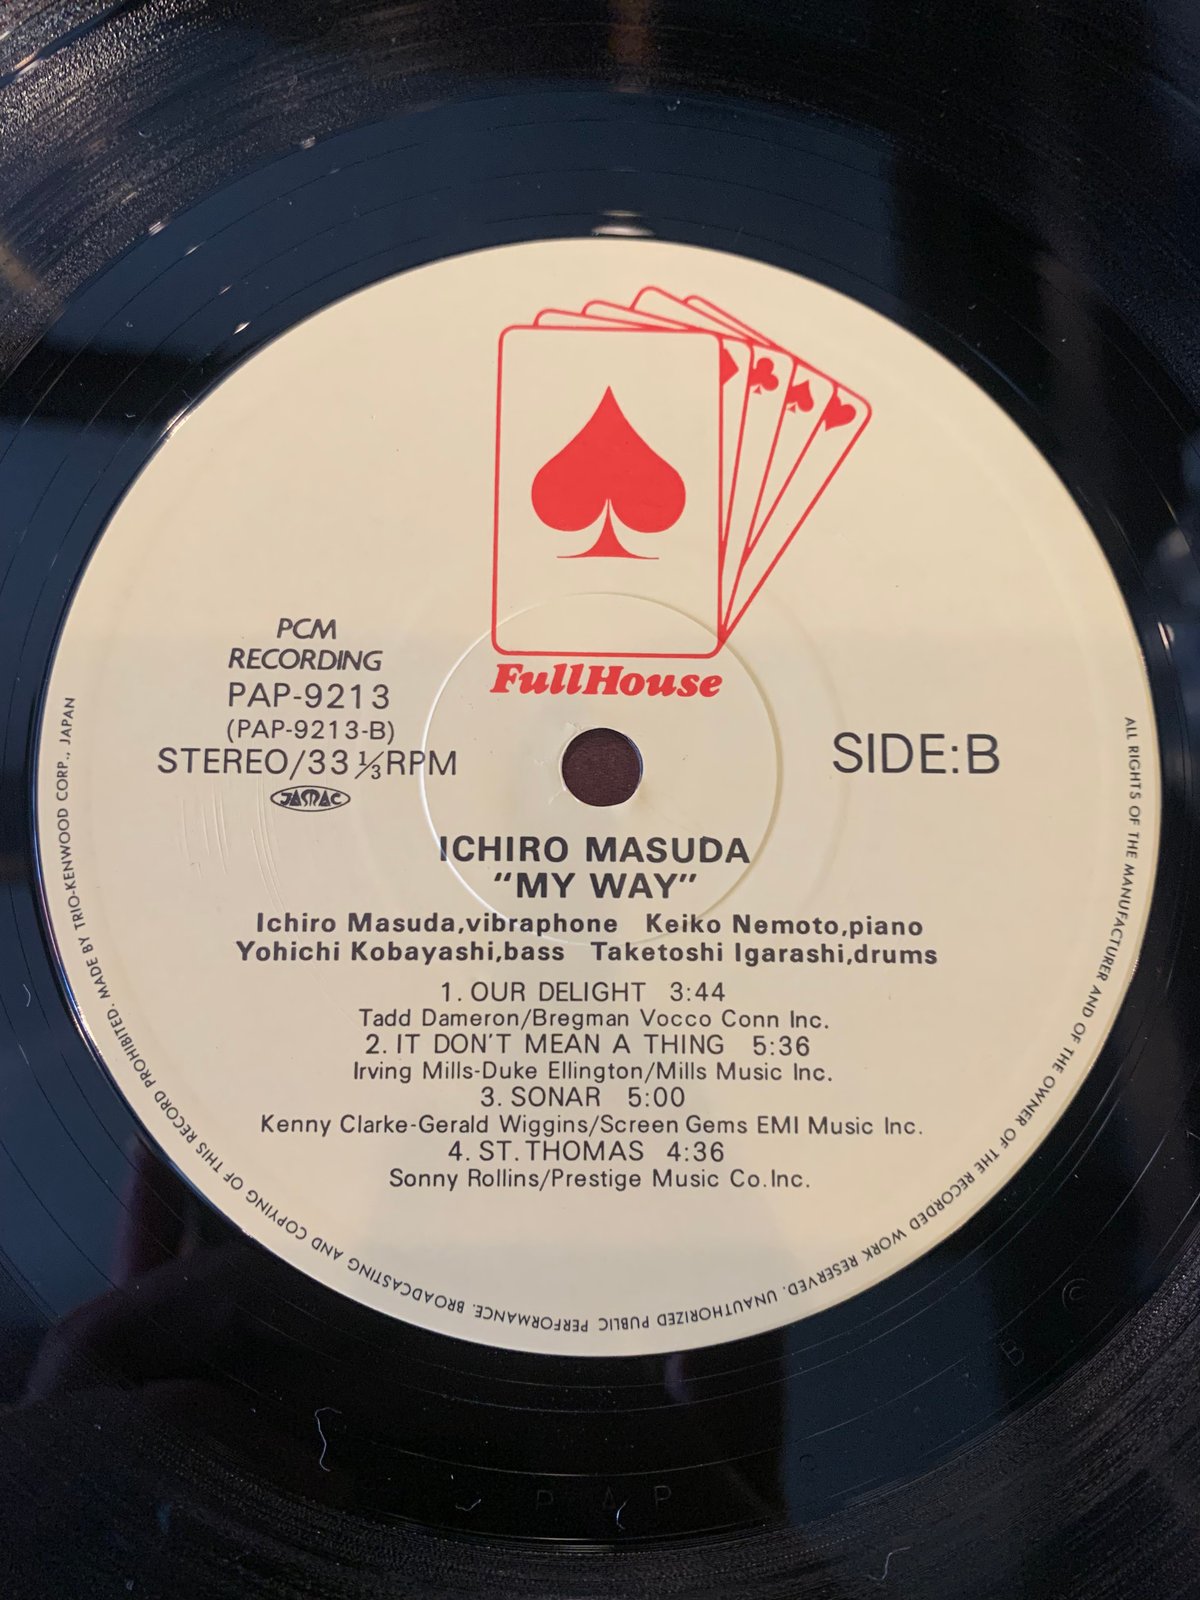 FullHouse
PCM
RECORDING
PAP-9213
(PAP-9213-B)
STEREO/33 ⅓ RPM
JASRAC
SIDE:B
ICHIRO MASUDA
"MY WAY"
Ichiro Masuda,vibraphone Keiko Nemoto,piano
Yohichi Kobayashi,bass Taketoshi Igarashi,drums
1. OUR DELIGHT 3:44
Tadd Dameron/Bregman Vocco Conn Inc.
2. IT DON'T MEAN A THING 5:36
Irving Mills-Duke Ellington/Mills Music Inc.
3. SONAR 5:00
Kenny Clarke-Gerald Wiggins/Screen Gems EMI Music Inc.
4. ST. THOMAS 4:36
Sonny Rollins/Prestige Music Co.Inc.
ALL RIGHTS OF THE MANUFACTURER AND OF THE OWNER OF THE RECORDED WORK RESERVED. UNAUTHORIZED PUBLIC PERFORMANCE. BROADCASTING AND COPYING OF THIS RECORD PROHIBITED. MADE BY TRIO-KENWOOD CORP., JAPAN
P A P
B
C